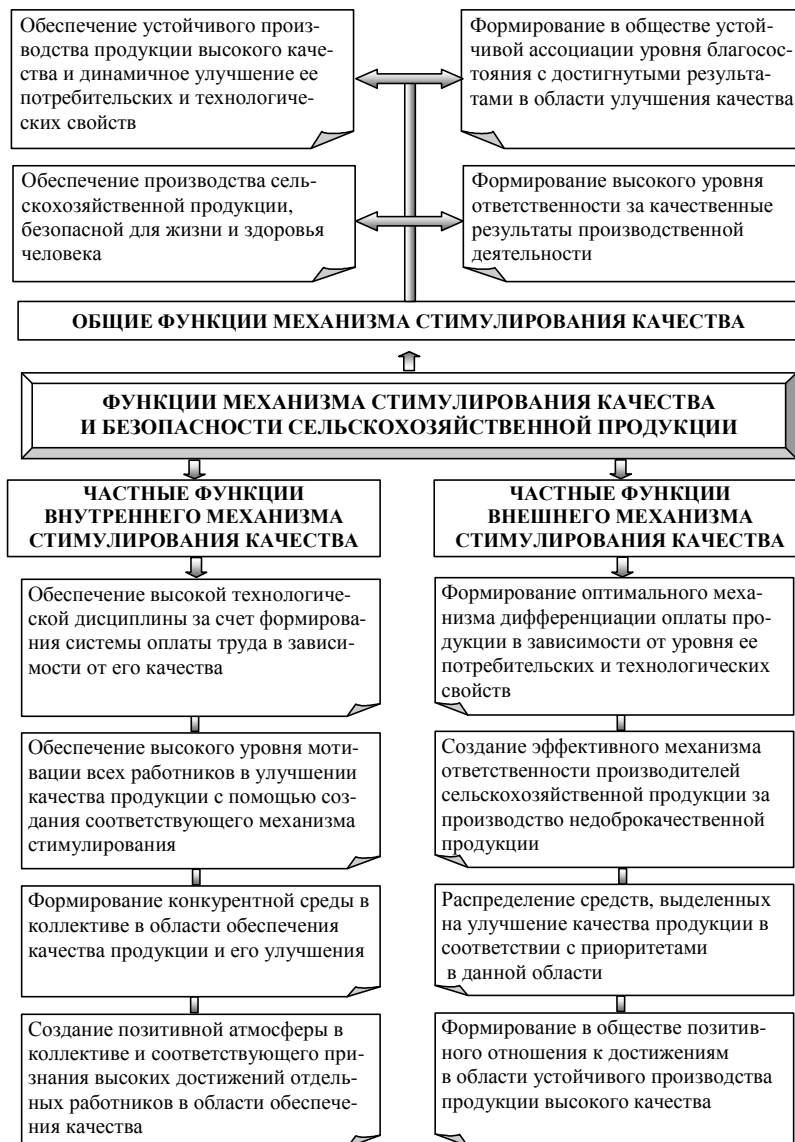 Обеспечение устойчивого произ-
водства продукции высокого каче-
ства и динамичное улучшение ее
потребительских и технологиче-
ских свойств
Формирование в обществе устой-
чивой ассоциации уровня благосос-
тояния с достигнутыми результа-
тами в области улучшения качества
Обеспечение производства сель-
скохозяйственной продукции,
безопасной для жизни и здоровья
человека
Формирование высокого уровня
ответственности за качественные
результаты производственной
деятельности
ОБЩИЕ ФУНКЦИИ МЕХАНИЗМА СТИМУЛИРОВАНИЯ КАЧЕСТВА
ФУНКЦИИ МЕХАНИЗМА СТИМУЛИРОВАНИЯ КАЧЕСТВА
И БЕЗОПАСНОСТИ СЕЛЬСКОХОЗЯЙСТВЕННОЙ ПРОДУКЦИИ
ЧАСТНЫЕ ФУНКЦИИ
ВНУТРЕННЕГО МЕХАНИЗМА
СТИМУЛИРОВАНИЯ КАЧЕСТВА
Обеспечение высокой технологиче-
ской дисциплины за счет формирова-
ния системы оплаты труда в зависи-
мости от его качества
Обеспечение высокого уровня моти-
вации всех работников в улучшении
качества продукции с помощью соз-
дания соответствующего механизма
стимулирования
Формирование конкурентной среды в
коллективе в области обеспечения
качества продукции и его улучшения
Создание позитивной атмосферы в
коллективе и соответствующего при-
знания высоких достижений отдель-
ных работников в области обеспече-
ния качества
ЧАСТНЫЕ ФУНКЦИИ
ВНЕШНЕГО МЕХАНИЗМА
СТИМУЛИРОВАНИЯ КАЧЕСТВА
Формирование оптимального меха-
низма дифференциации оплаты про-
дукции в зависимости от уровня ее
потребительских и технологических
свойств
Создание эффективного механизма
ответственности производителей
сельскохозяйственной продукции за
производство недоброкачественной
продукции
Распределение средств, выделенных
на улучшение качества продукции в
соответствии с приоритетами
в данной области
Формирование в обществе позитив-
ного отношения к достижениям
в области устойчивого производства
продукции высокого качества